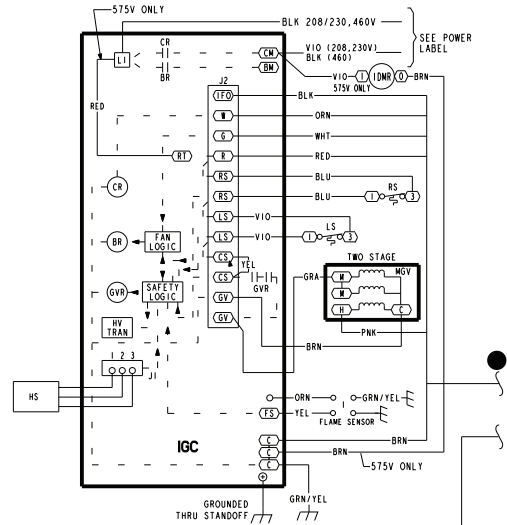 575V ONLY
BLK 208/230,460V
SEE POWER
LABEL
L1
CR
BR
CM
BM
VIO (208,230V)
BLK (460)
VIO
1
IDMR
0
BRN
575V ONLY
J2
RED
IFO
BLK
W
ORN
G
WHT
RT
R
RED
RS
BLU
CR
RS
BLU
1
RS
3
LS
VIO
BR
FAN
LOGIC
LS
VIO
1
LS
3
CS
YEL
TWO STAGE
CS
GVR
GRA
M
MGV
GVR
SAFETY
LOGIC
GV
M
HV
TRAN
GV
H
C
PNK
BRN
1 2 3
J1
HS
ORN
GRN/YEL
FS
YEL
FLAME SENSOR
IGC
C
BRN
C
BRN
575V ONLY
C
GRN/YEL
GROUNDED
THRU STANDOFF